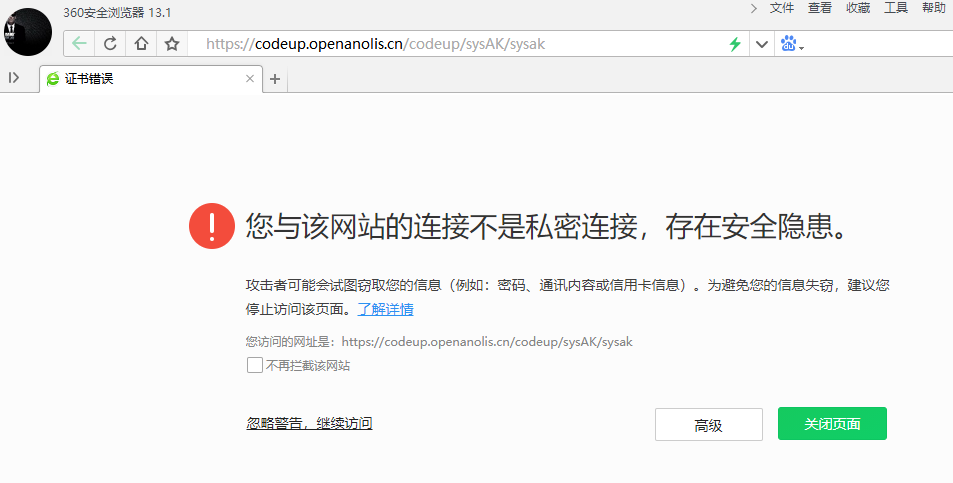 360安全浏览器 13.1
文件 查看 收藏 工具 帮助
https://codeup.openanolis.cn/codeup/sysAK/sysak
证书错误
您与该网站的连接不是私密连接，存在安全隐患。
攻击者可能会试图窃取您的信息（例如：密码、通讯内容或信用卡信息）。为避免您的信息失窃，建议您
停止访问该页面。了解详情
您访问的网址是：https://codeup.openanolis.cn/codeup/sysAK/sysak
不再拦截该网站
忽略警告，继续访问
高级
关闭页面